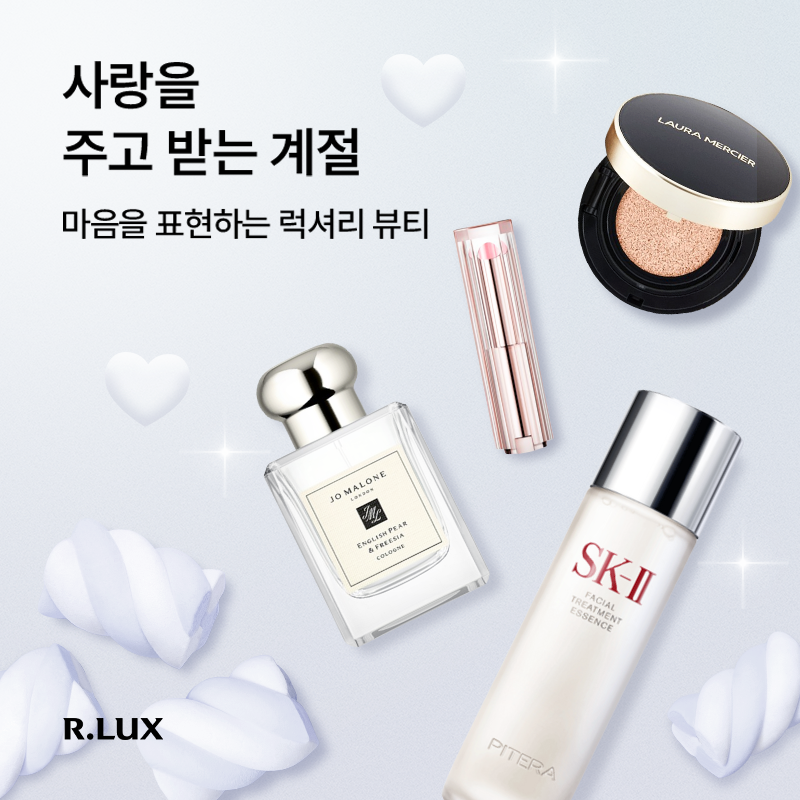 사랑을
주고 받는 계절
마음을 표현하는 럭셔리 뷰티
LAURA MERCIER
JO MALONE
LONDON
JML
ENGLISH PEAR
& FREESIA
COLOGNE
SK-II
FACIAL
TREATMENT
ESSENCE
PITERA
R.LUX